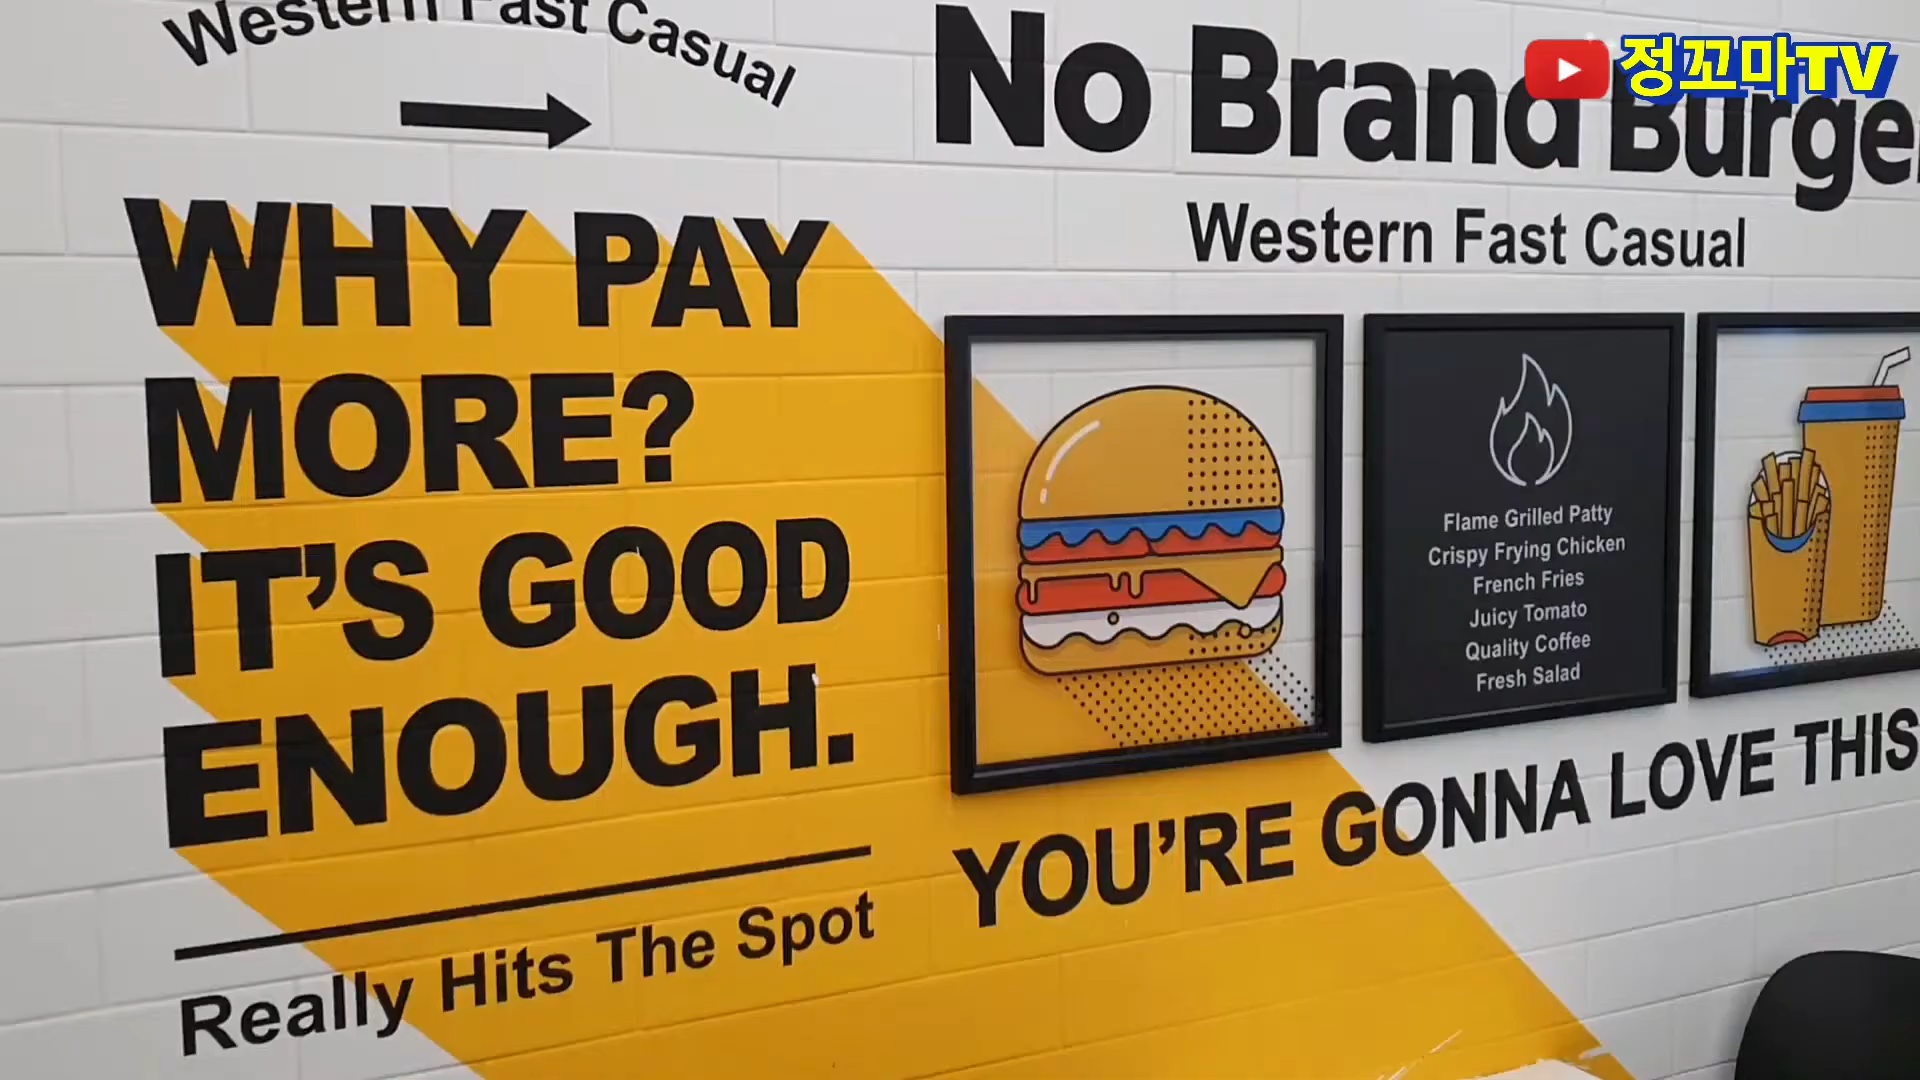 Western Fast Casual
WHY PAY
MORE?
IT'S GOOD
ENOUGH.
Really Hits The Spot
No Brand Burge
Western Fast Casual
Flame Grilled Patty
Crispy Frying Chicken
French Fries
Juicy Tomato
Quality Coffee
Fresh Salad
YOU'RE GONNA LOVE THIS
정꼬마TV